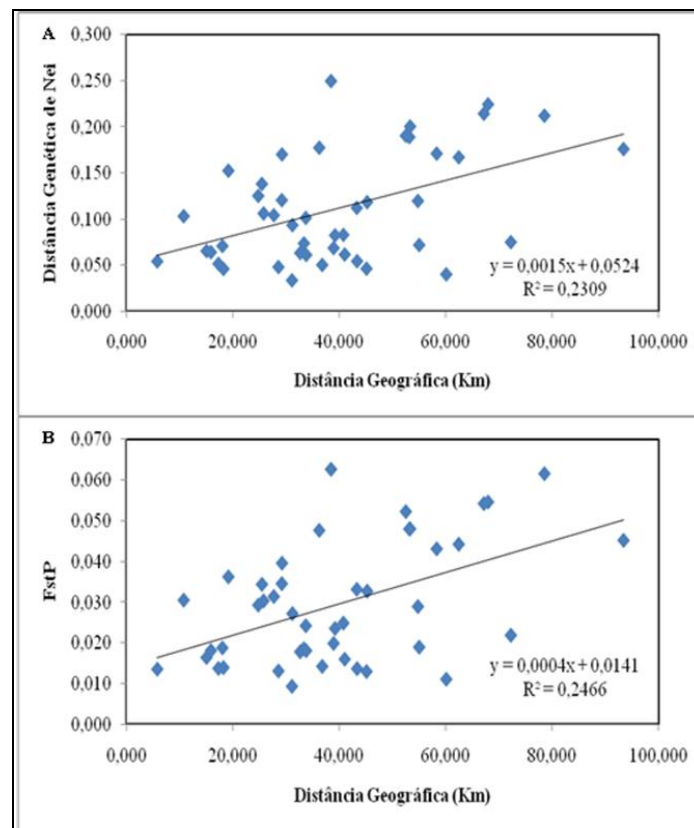 A
Distância Genética de Nei
0,300
0,250
0,200
0,150
0,100
0,050
0,000
y = 0,0015x + 0,0524
R² = 0,2309
0,000 20,000 40,000 60,000 80,000 100,000
Distância Geográfica (Km)
B
FstP
0,070
0,060
0,050
0,040
0,030
0,020
0,010
0,000
y = 0,0004x + 0,0141
R² = 0,2466
0,000 20,000 40,000 60,000 80,000 100,000
Distância Geográfica (Km)